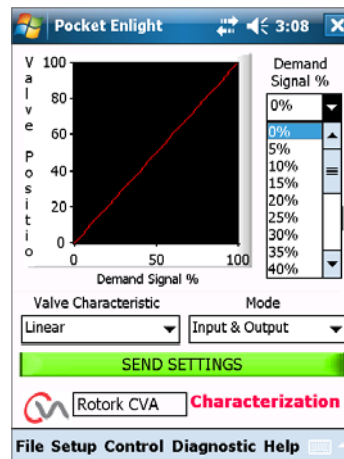 Pocket Enlight 3:08
Valve Positio
100
80
60
40
20
0
0 50 100
Demand Signal %
Demand
Signal %
0%
0%
5%
10%
15%
20%
25%
30%
35%
40%
Valve Characteristic Mode
Linear Input & Output
SEND SETTINGS
Rotork CVA Characterization
File Setup Control Diagnostic Help